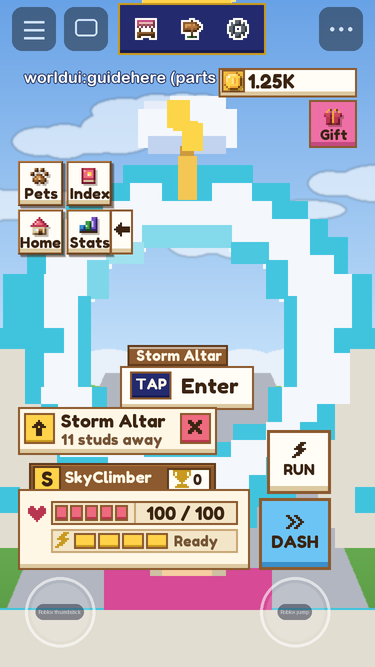 worldui:guidehere (parts
1.25K
Gift
Pets
Index
Home
Stats
Storm Altar
TAP
Enter
Storm Altar
11 studs away
RUN
S
SkyClimber
0
100 / 100
DASH
Ready